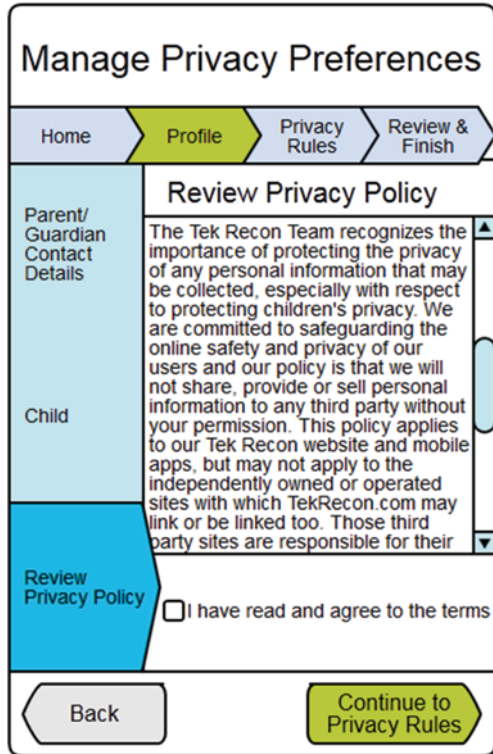 Manage Privacy Preferences
Home
Profile
Privacy
Rules
Review &
Finish
Parent/
Guardian
Contact
Details
Child
Review
Privacy Policy
Review Privacy Policy
The Tek Recon Team recognizes the
importance of protecting the privacy
of any personal information that may
be collected, especially with respect
to protecting children's privacy. We
are committed to safeguarding the
online safety and privacy of our
users and our policy is that we will
not share, provide or sell personal
information to any third party without
your permission. This policy applies
to our Tek Recon website and mobile
apps, but may not apply to the
independently owned or operated
sites with which TekRecon.com may
link or be linked too. Those third
party sites are responsible for their
I have read and agree to the terms
Back
Continue to
Privacy Rules